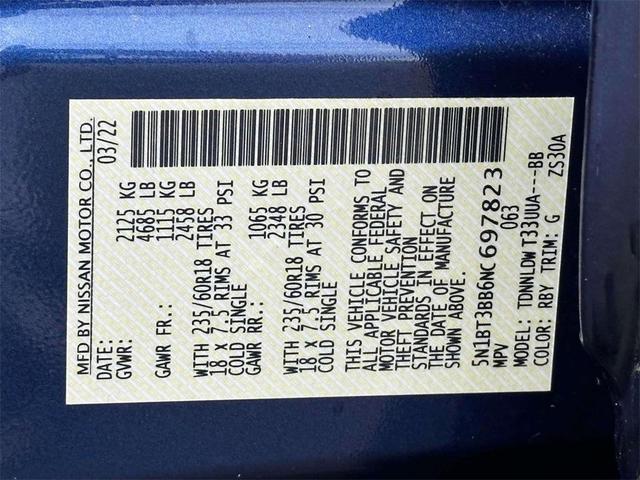 MFD BY NISSAN MOTOR CO., LTD.
DATE: 03/22
GVWR: 2125 KG
4685 LB
GAWR FR.: 1115 KG
2458 LB
WITH 235/60R18 TIRES
18 X 7.5 RIMS AT 33 PSI
COLD SINGLE
GAWR RR.: 1065 KG
2348 LB
WITH 235/60R18 TIRES
18 X 7.5 RIMS AT 30 PSI
COLD SINGLE
THIS VEHICLE CONFORMS TO
ALL APPLICABLE FEDERAL
MOTOR VEHICLE SAFETY AND
THEFT PREVENTION
STANDARDS IN EFFECT ON
THE DATE OF MANUFACTURE
SHOWN ABOVE.
5N1BT3BB6NC697823
MPV 063
MODEL: TDNNLDW T33UUA----BB
COLOR: RBY TRIM: G ZS30A